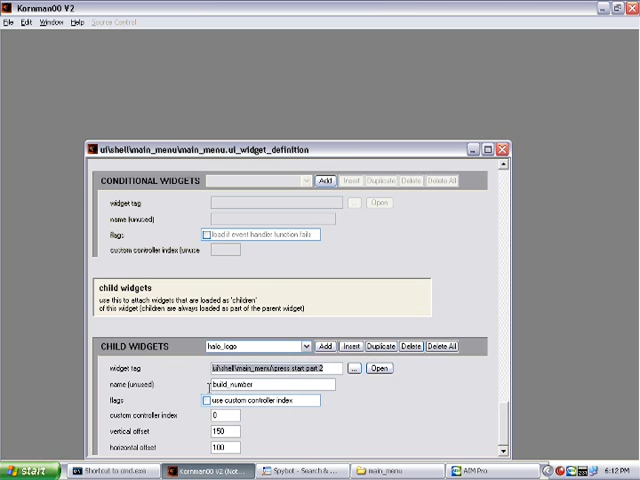 Kornman00 V2
File Edit Window Help Source Control
ui\shell\main_menu\main_menu.ui_widget_definition
CONDITIONAL WIDGETS Add Insert Duplicate Delete Delete All
widget tag ... Open
name (unused)
flags load if event handler function fails
custom controller index (unuse
child widgets
use this to attach widgets that are loaded as 'children'
of this widget (children are always loaded as part of the parent widget)
CHILD WIDGETS halo_logo Add Insert Duplicate Delete Delete All
widget tag ui\shell\main_menu\press start part 2 ... Open
name (unused) build_number
flags use custom controller index
custom controller index 0
vertical offset 150
horizontal offset 100
start Shortcut to cmd.exe Kornman00 V2 (Not... Spybot - Search & ... main_menu AIM Pro 6:12 PM